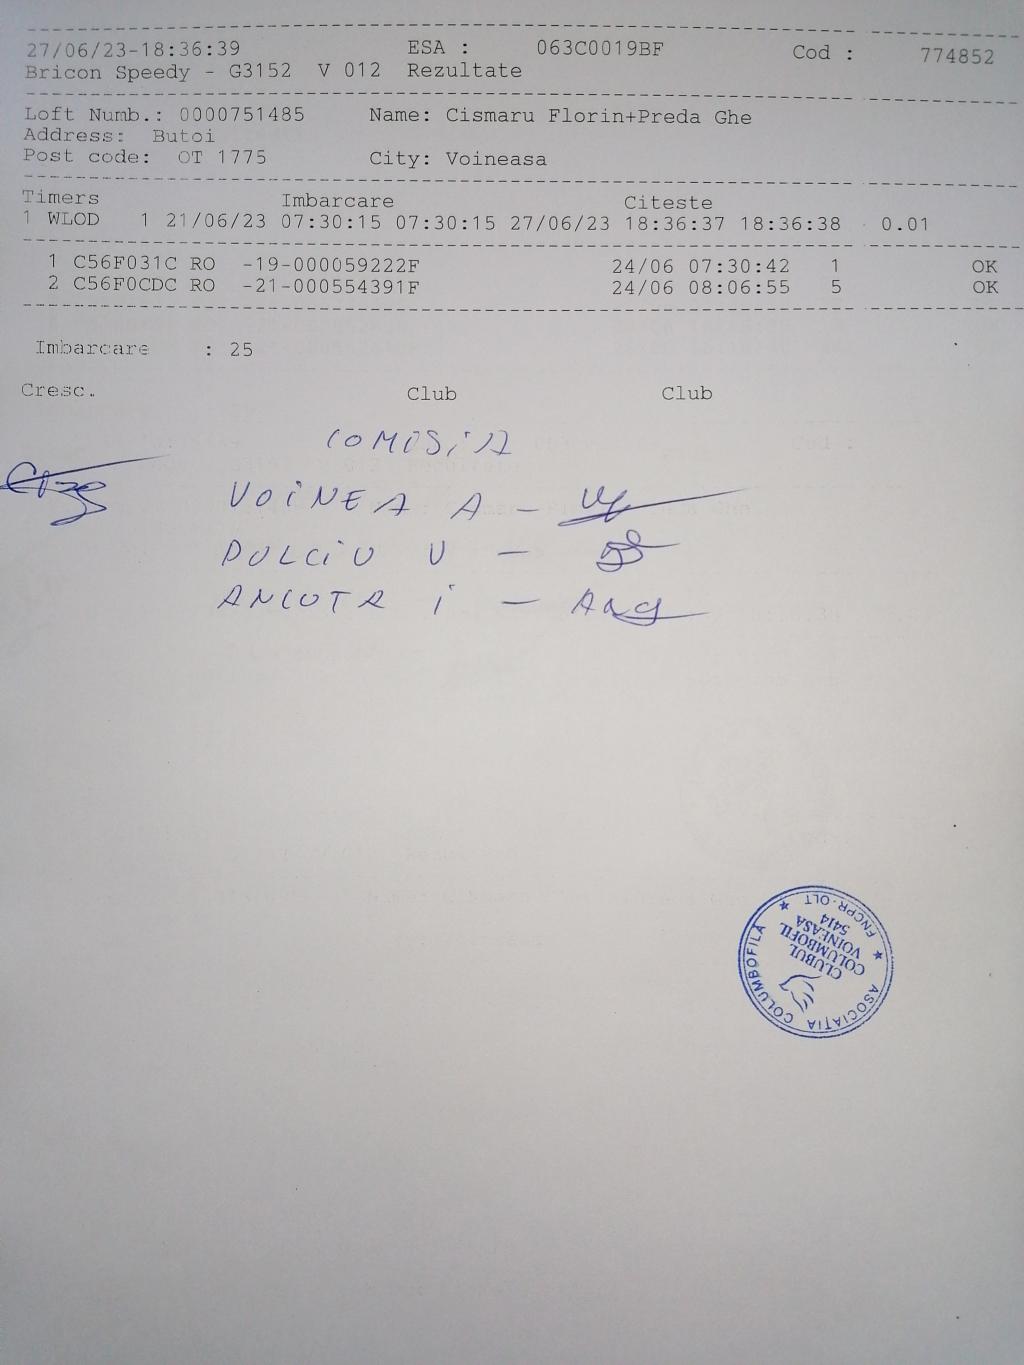 27/06/23-18:36:39 ESA : 063C0019BF Cod : 774852
Bricon Speedy - G3152 V 012 Rezultate
Loft Numb.: 0000751485 Name: Cismaru Florin+Preda Ghe
Address: Butoi
Post code: OT 1775 City: Voineasa
Timers Imbarcare Citeste
1 WLOD 1 21/06/23 07:30:15 07:30:15 27/06/23 18:36:37 18:36:38 0.01
1 C56F031C RO -19-000059222F 24/06 07:30:42 1 OK
2 C56F0CDC RO -21-000554391F 24/06 08:06:55 5 OK
Imbarcare : 25
Cresc. Club Club
COMISIA
VOINEA A -
DULCIU V -
ANCUTA I -
ASOCIAȚIA COLUMBOFILĂ ★ FNCPR.OLT ★
CLUBUL
COLUMBOFIL
VOINEASA
5414